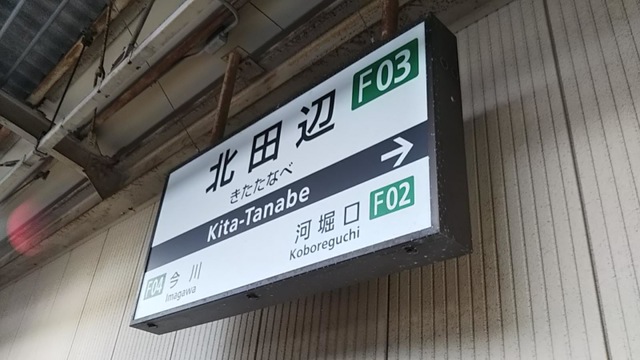 北田辺 F03
きたたなべ
Kita-Tanabe →
F04 今川 河堀口 F02
Imagawa Koboreguchi